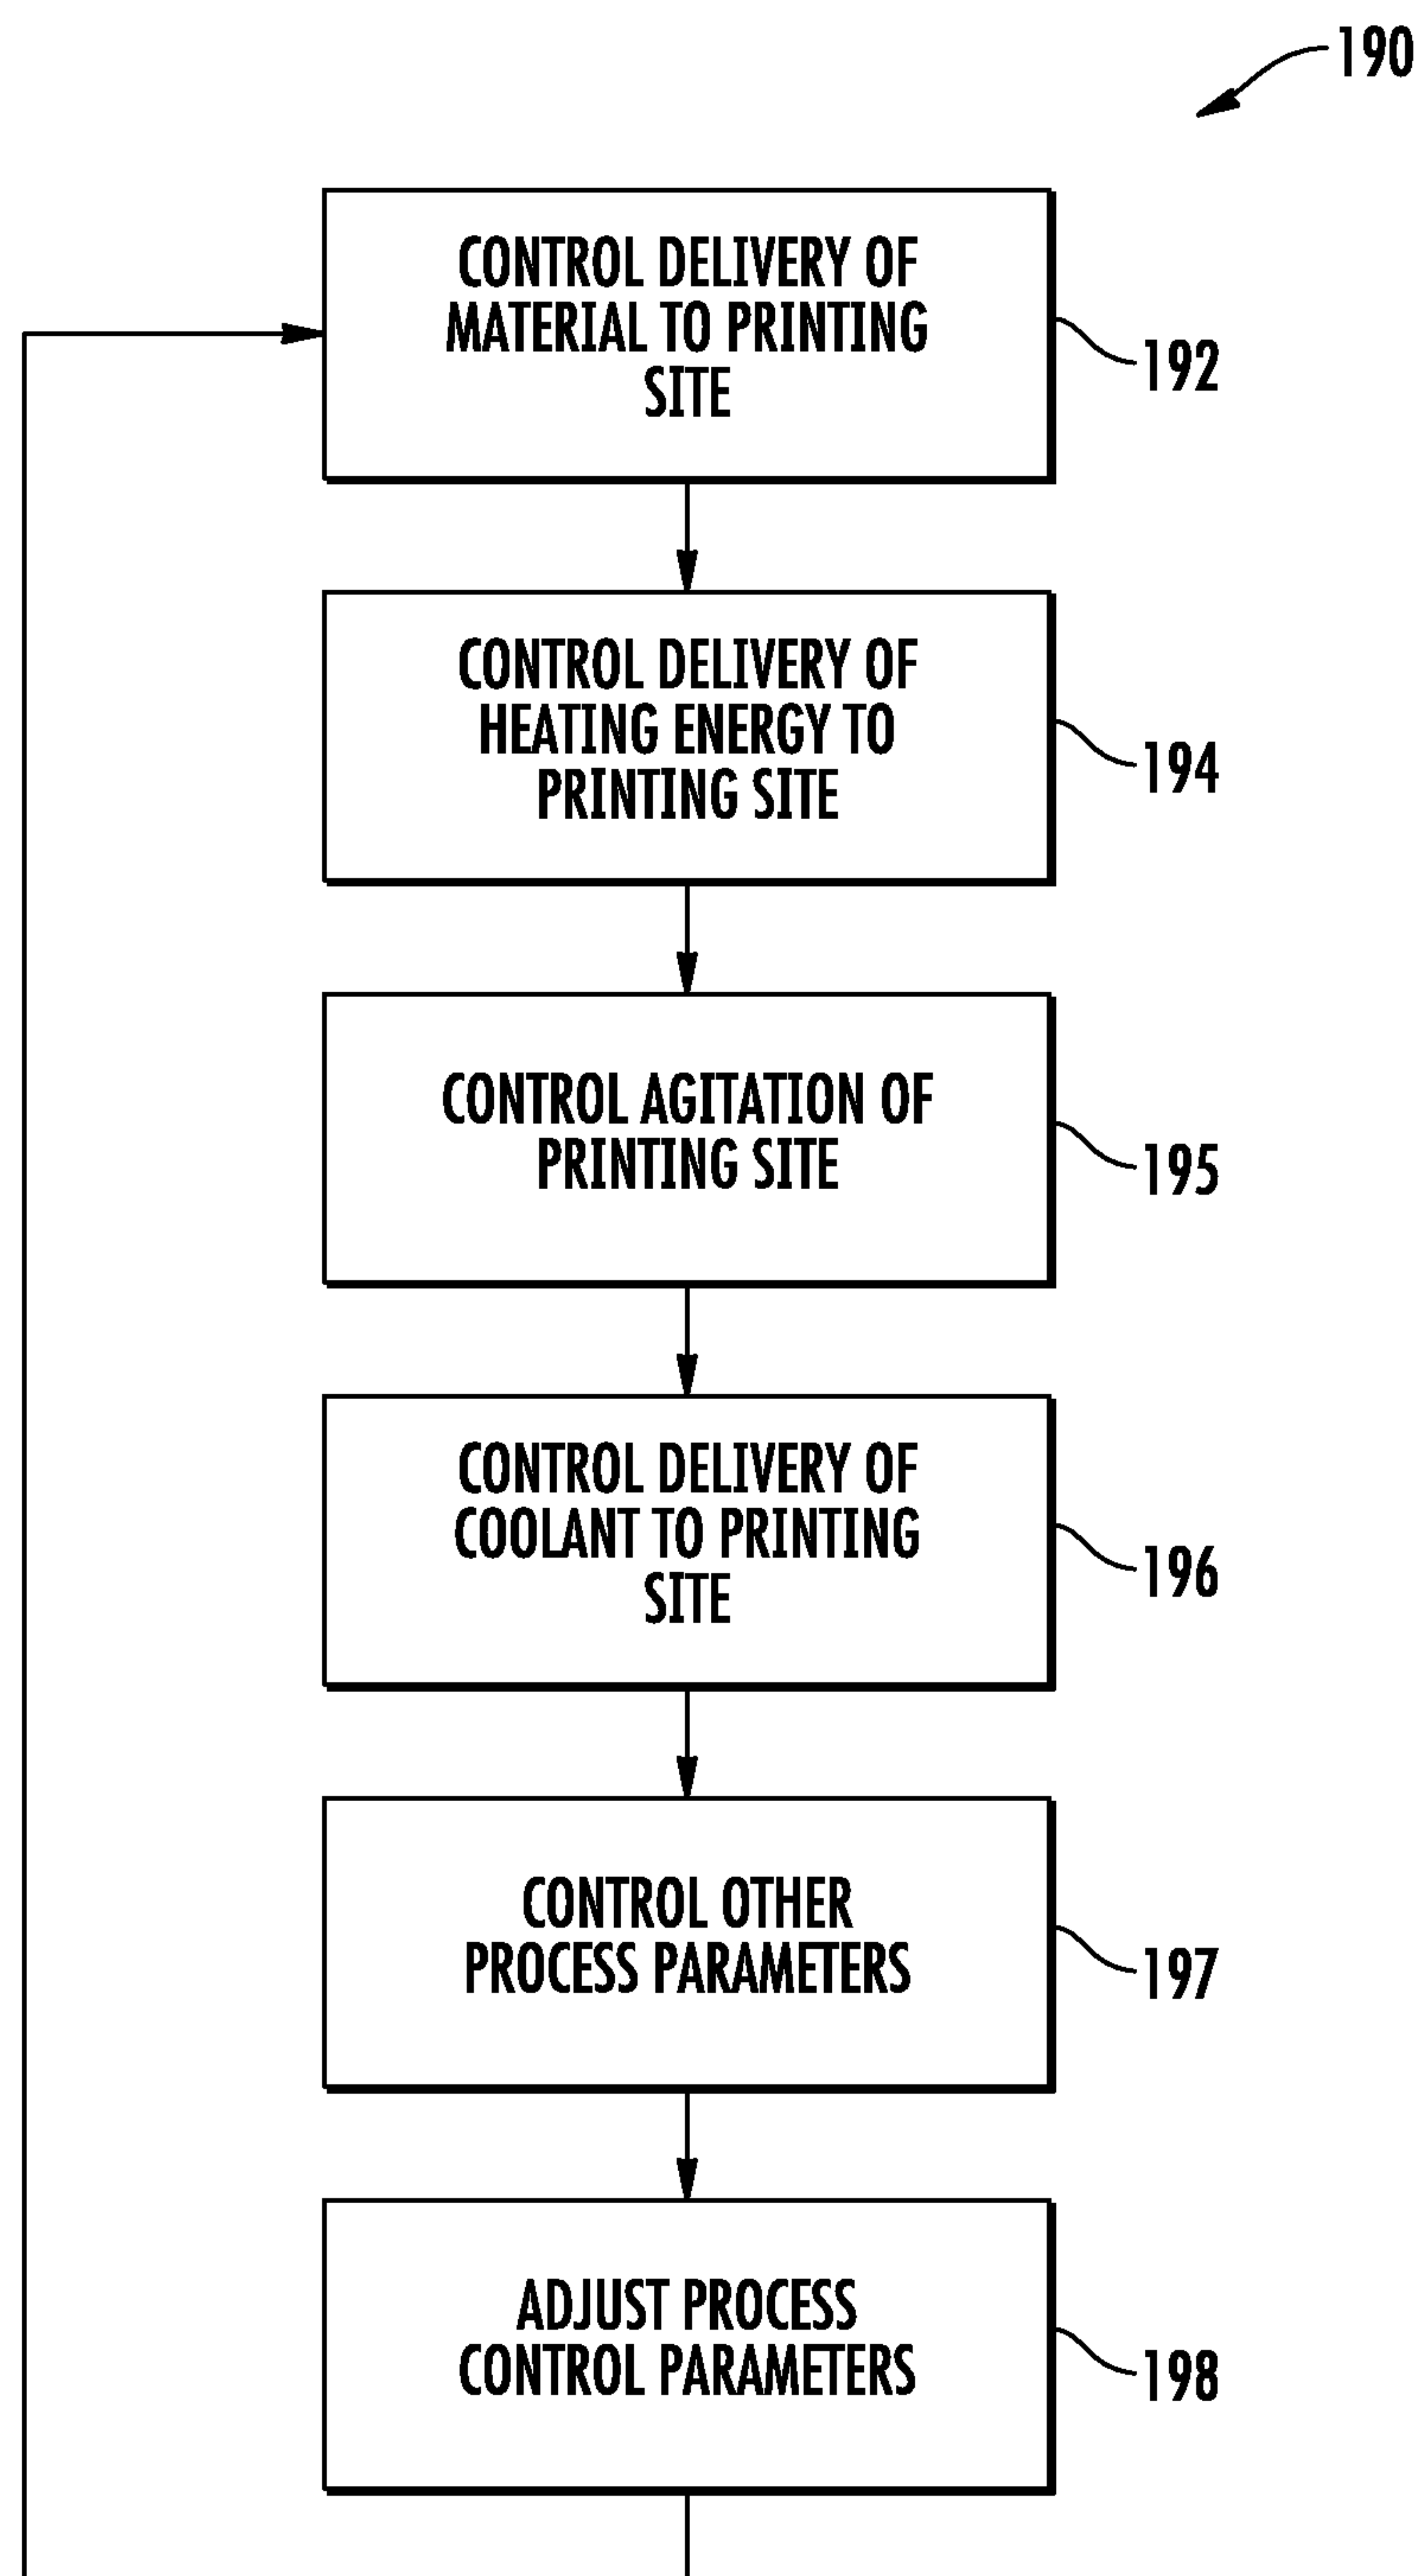 190
CONTROL DELIVERY OF
MATERIAL TO PRINTING
SITE
192
CONTROL DELIVERY OF
HEATING ENERGY TO
PRINTING SITE
194
CONTROL AGITATION OF
PRINTING SITE
195
CONTROL DELIVERY OF
COOLANT TO PRINTING
SITE
196
CONTROL OTHER
PROCESS PARAMETERS
197
ADJUST PROCESS
CONTROL PARAMETERS
198